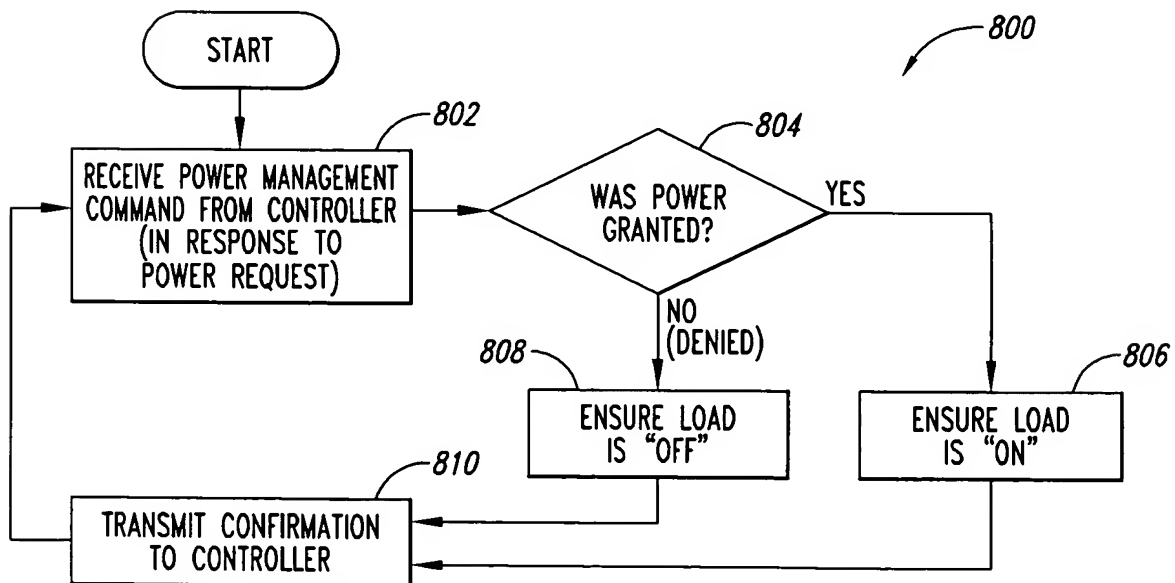 START
800
802
RECEIVE POWER MANAGEMENT
COMMAND FROM CONTROLLER
(IN RESPONSE TO
POWER REQUEST)
804
WAS POWER
GRANTED?
YES
NO
(DENIED)
808
ENSURE LOAD
IS “OFF”
806
ENSURE LOAD
IS “ON”
810
TRANSMIT CONFIRMATION
TO CONTROLLER